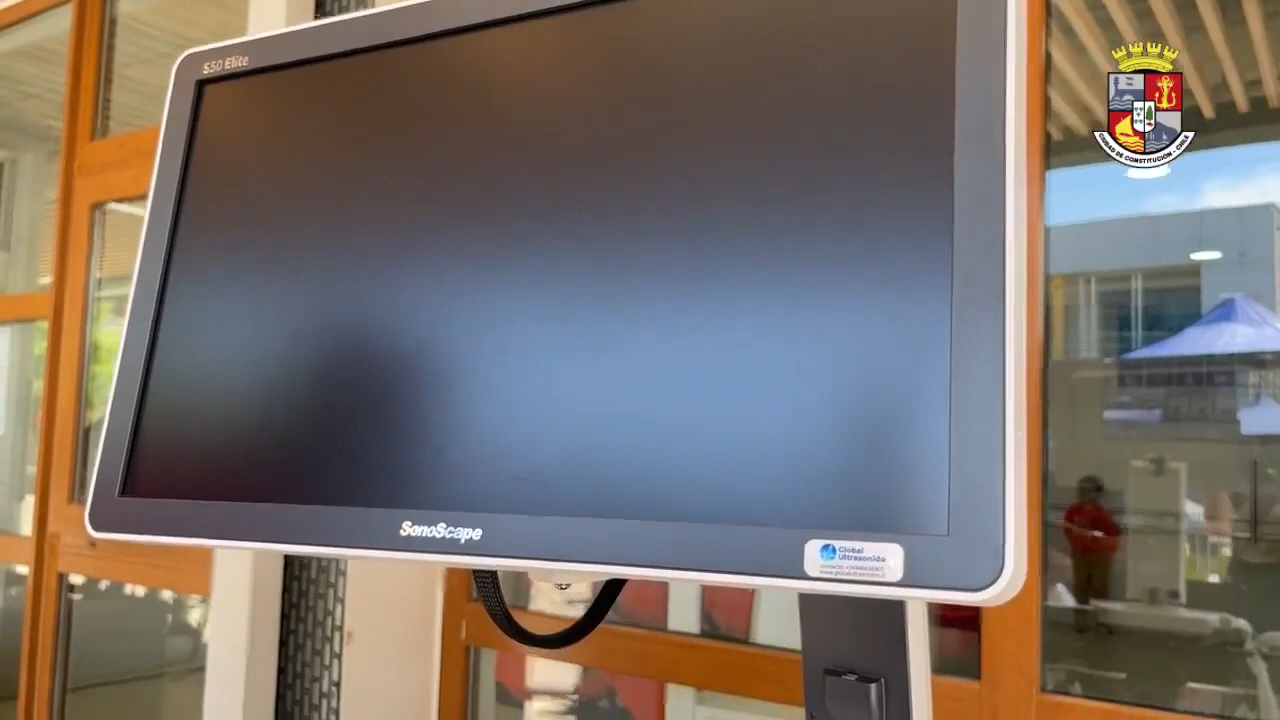 S50 Elite
CIUDAD DE CONSTITUCIÓN - CHILE
SonoScape
Global
Ultrasonido